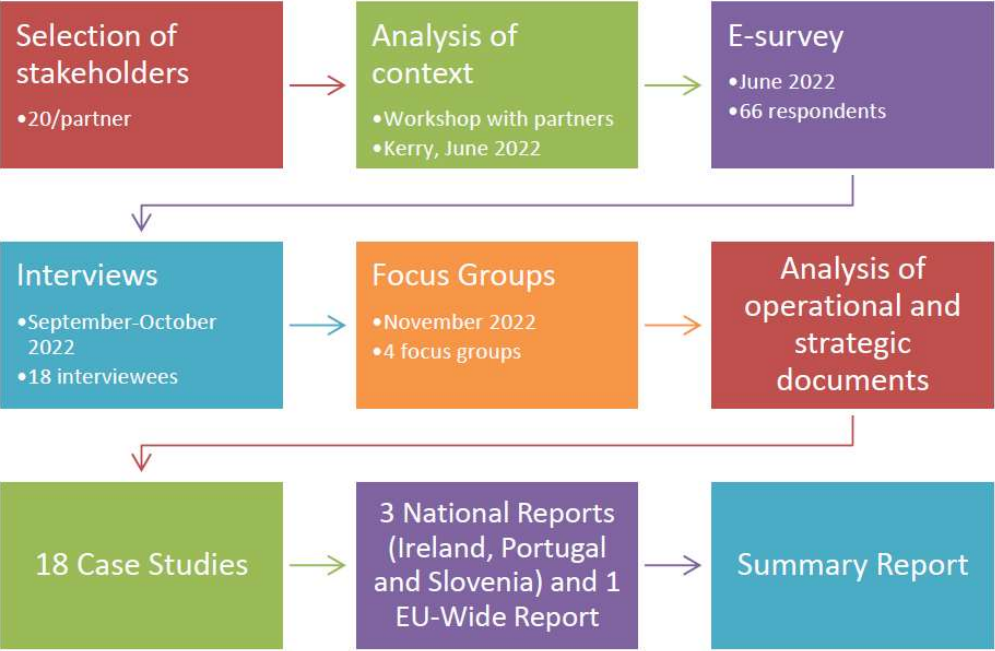 Selection of
stakeholders
•20/partner
Analysis of
context
•Workshop with partners
•Kerry, June 2022
E-survey
•June 2022
•66 respondents
Interviews
•September-October
2022
•18 interviewees
Focus Groups
•November 2022
•4 focus groups
Analysis of
operational and
strategic
documents
18 Case Studies
3 National Reports
(Ireland, Portugal
and Slovenia) and 1
EU-Wide Report
Summary Report